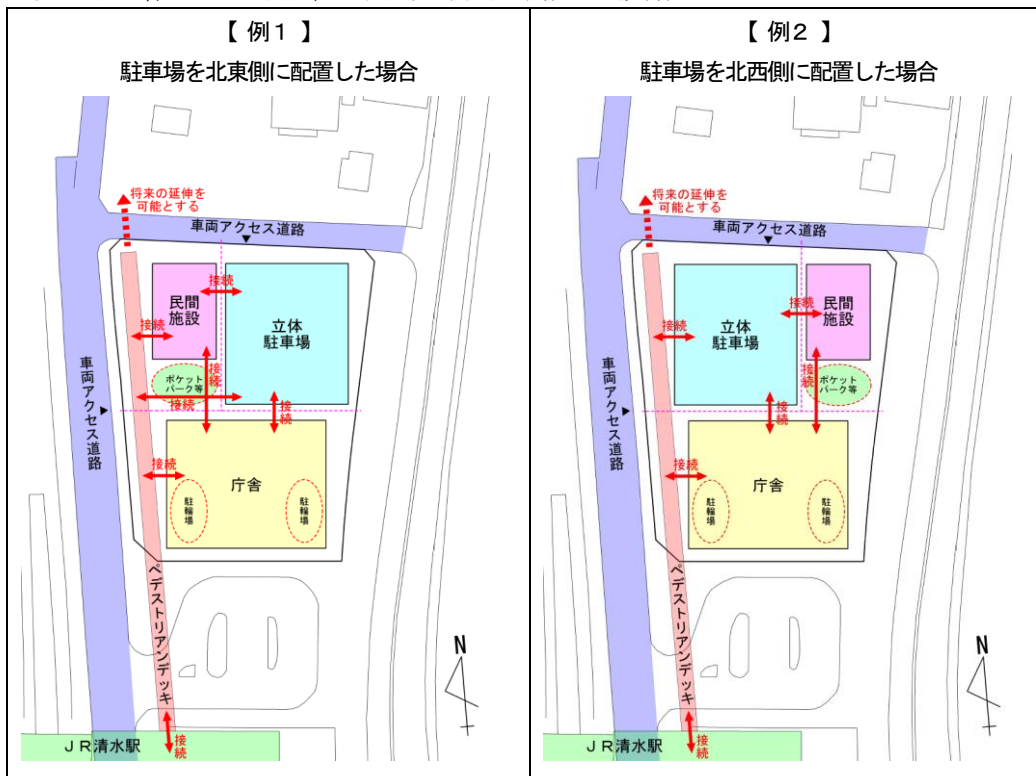 【 例1 】
駐車場を北東側に配置した場合
将来の延伸を
可能とする
車両アクセス道路
接続
民間
施設
接続
立体
駐車場
車両アクセス道路
接続
ポケット
パーク等
接続
接続
接続
庁舎
駐輪場
駐輪場
ペデストリアンデッキ
N
接続
JR清水駅
【 例2 】
駐車場を北西側に配置した場合
将来の延伸を
可能とする
車両アクセス道路
接続
民間
施設
接続
立体
駐車場
車両アクセス道路
接続
ポケット
パーク等
接続
接続
庁舎
駐輪場
駐輪場
ペデストリアンデッキ
N
接続
JR清水駅